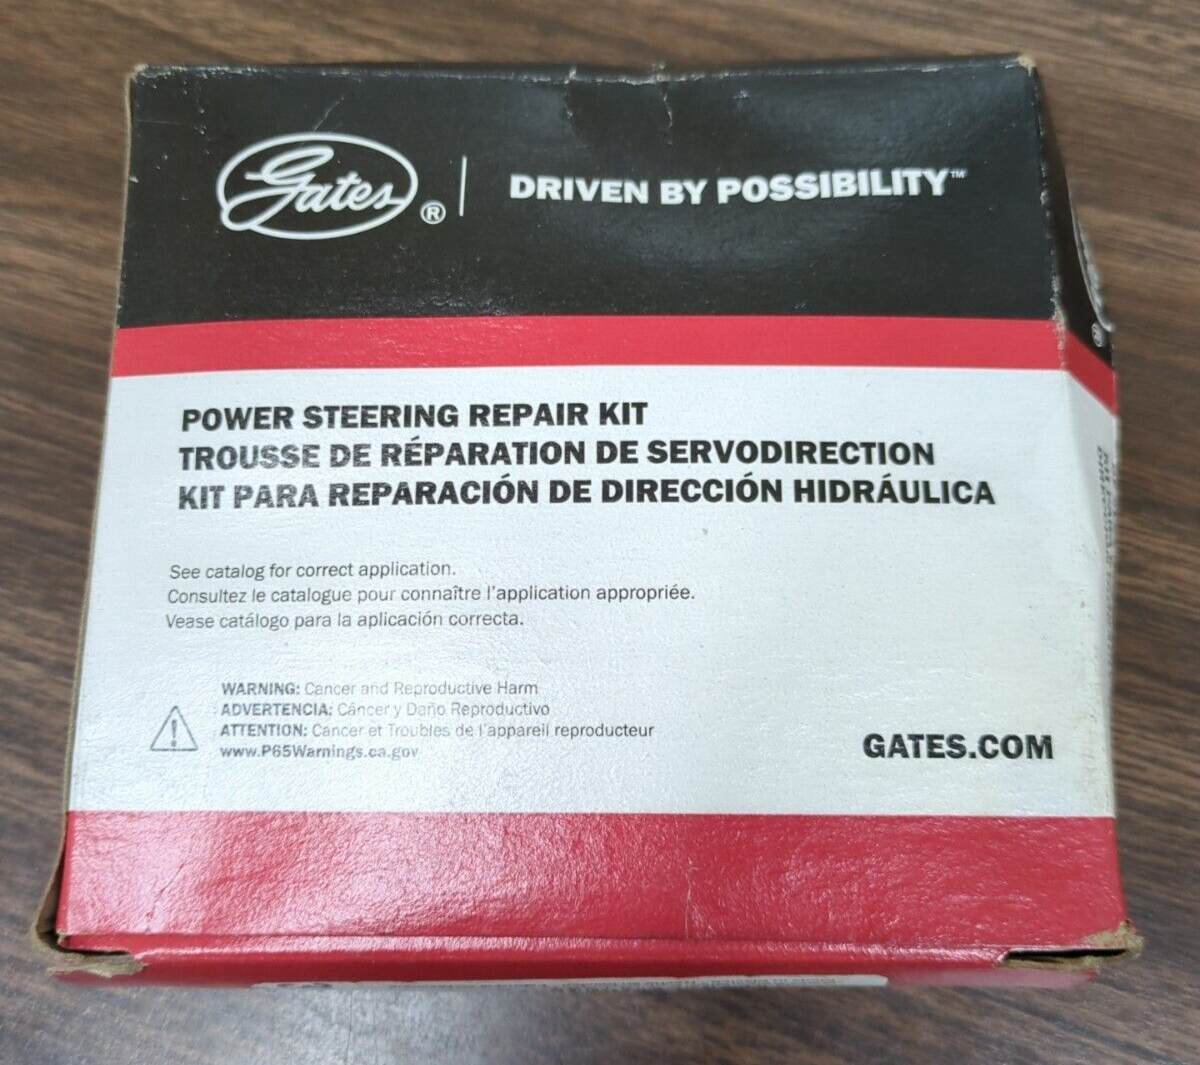 Gates ® | DRIVEN BY POSSIBILITY™
POWER STEERING REPAIR KIT
TROUSSE DE RÉPARATION DE SERVODIRECTION
KIT PARA REPARACIÓN DE DIRECCIÓN HIDRÁULICA
See catalog for correct application.
Consultez le catalogue pour connaître l'application appropriée.
Vease catálogo para la aplicación correcta.
WARNING: Cancer and Reproductive Harm
ADVERTENCIA: Cáncer y Daño Reproductivo
ATTENTION: Cancer et Troubles de l'appareil reproducteur
www.P65Warnings.ca.gov
GATES.COM
®